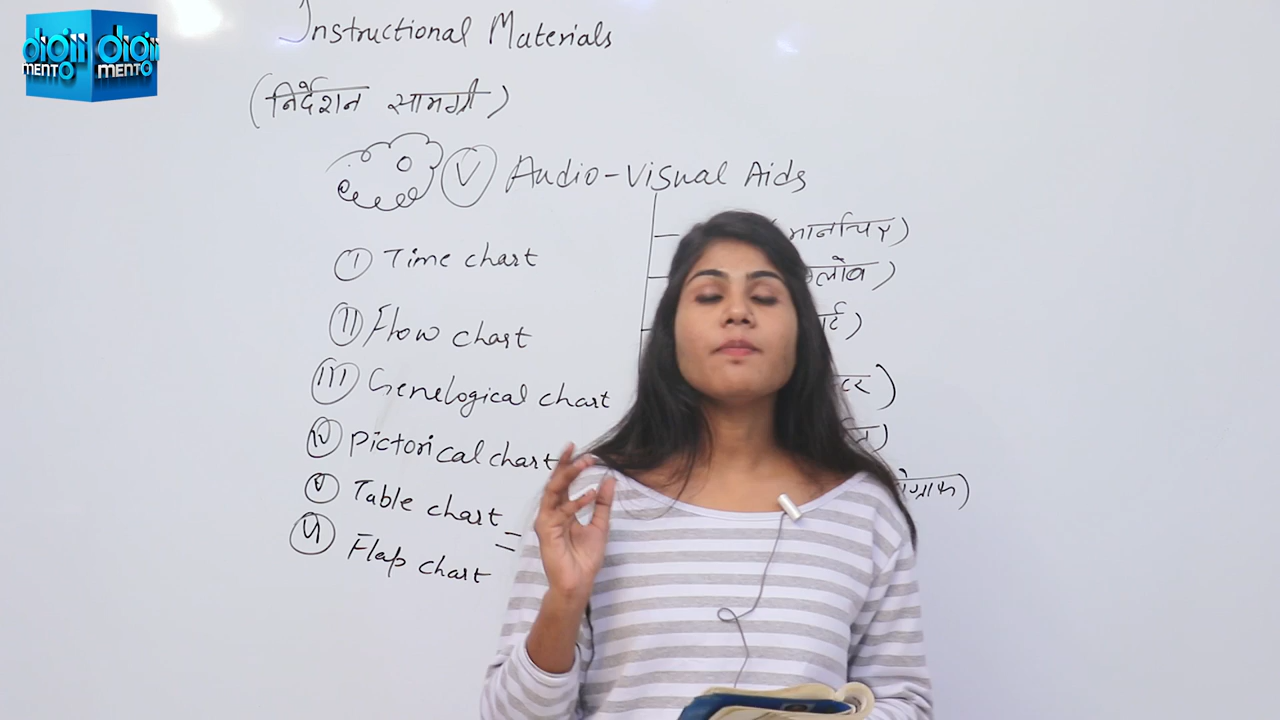 digii digii
MENTO MENTO
Instructional Materials
(निर्देशन सामग्री)
V Audio-Visual Aids
I Time chart
II Flow chart
III Genelogical chart
IV Pictorical chart
V Table chart =
VI Flap chart
(मानचित्र)